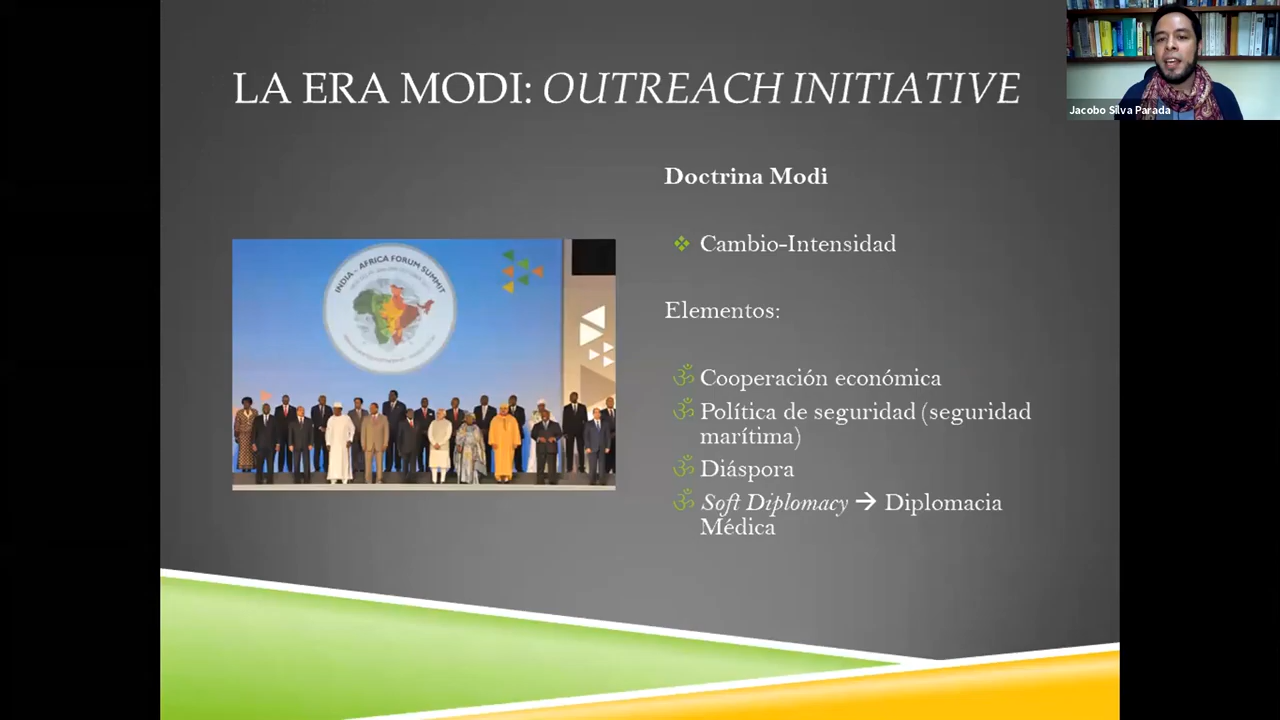 LA ERA MODI: OUTREACH INITIATIVE
Jacobo Silva Parada
Doctrina Modi
Cambio-Intensidad
Elementos:
Cooperación económica
Política de seguridad (seguridad
marítima)
Diáspora
Soft Diplomacy → Diplomacia
Médica
INDIA - AFRICA FORUM SUMMIT